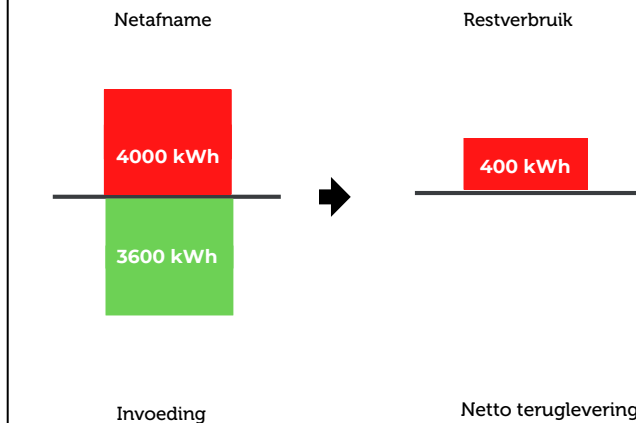 Netafname
Restverbruik
4000 kWh
400 kWh
3600 kWh
Invoeding
Netto teruglevering